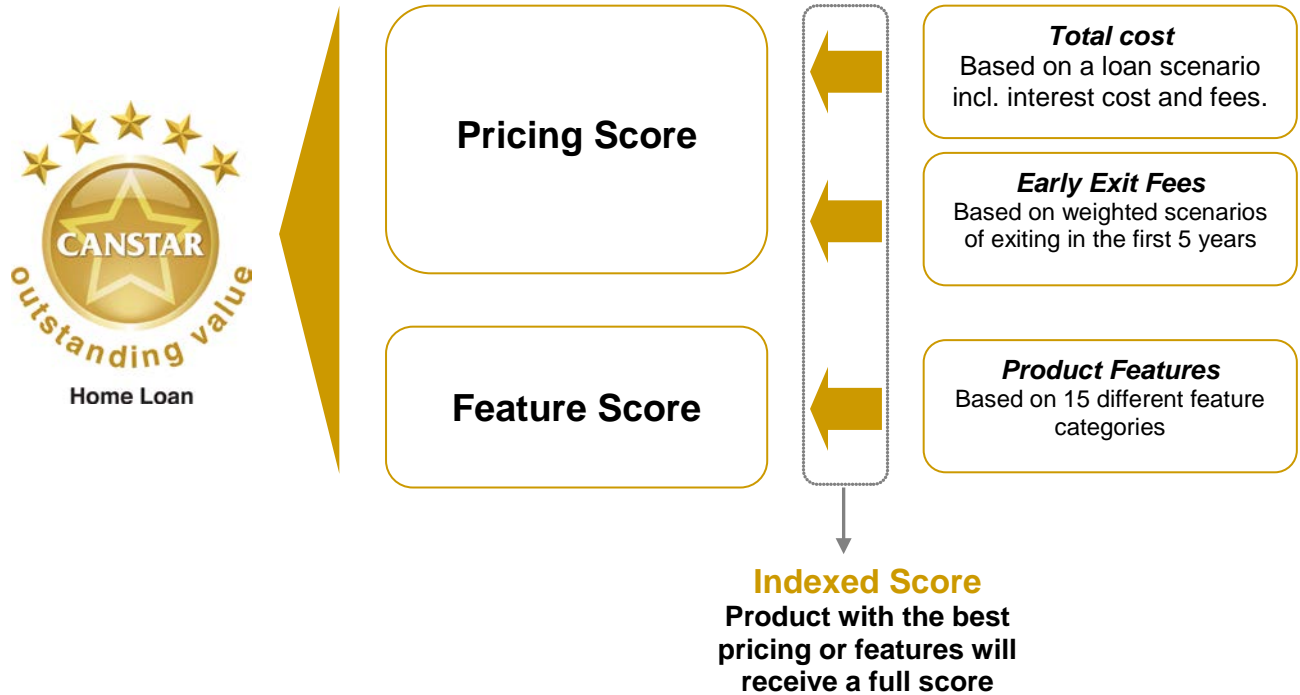 CANSTAR
outstanding value
Home Loan
Pricing Score
Feature Score
Total cost
Based on a loan scenario
incl. interest cost and fees.
Early Exit Fees
Based on weighted scenarios
of exiting in the first 5 years
Product Features
Based on 15 different feature
categories
Indexed Score
Product with the best
pricing or features will
receive a full score